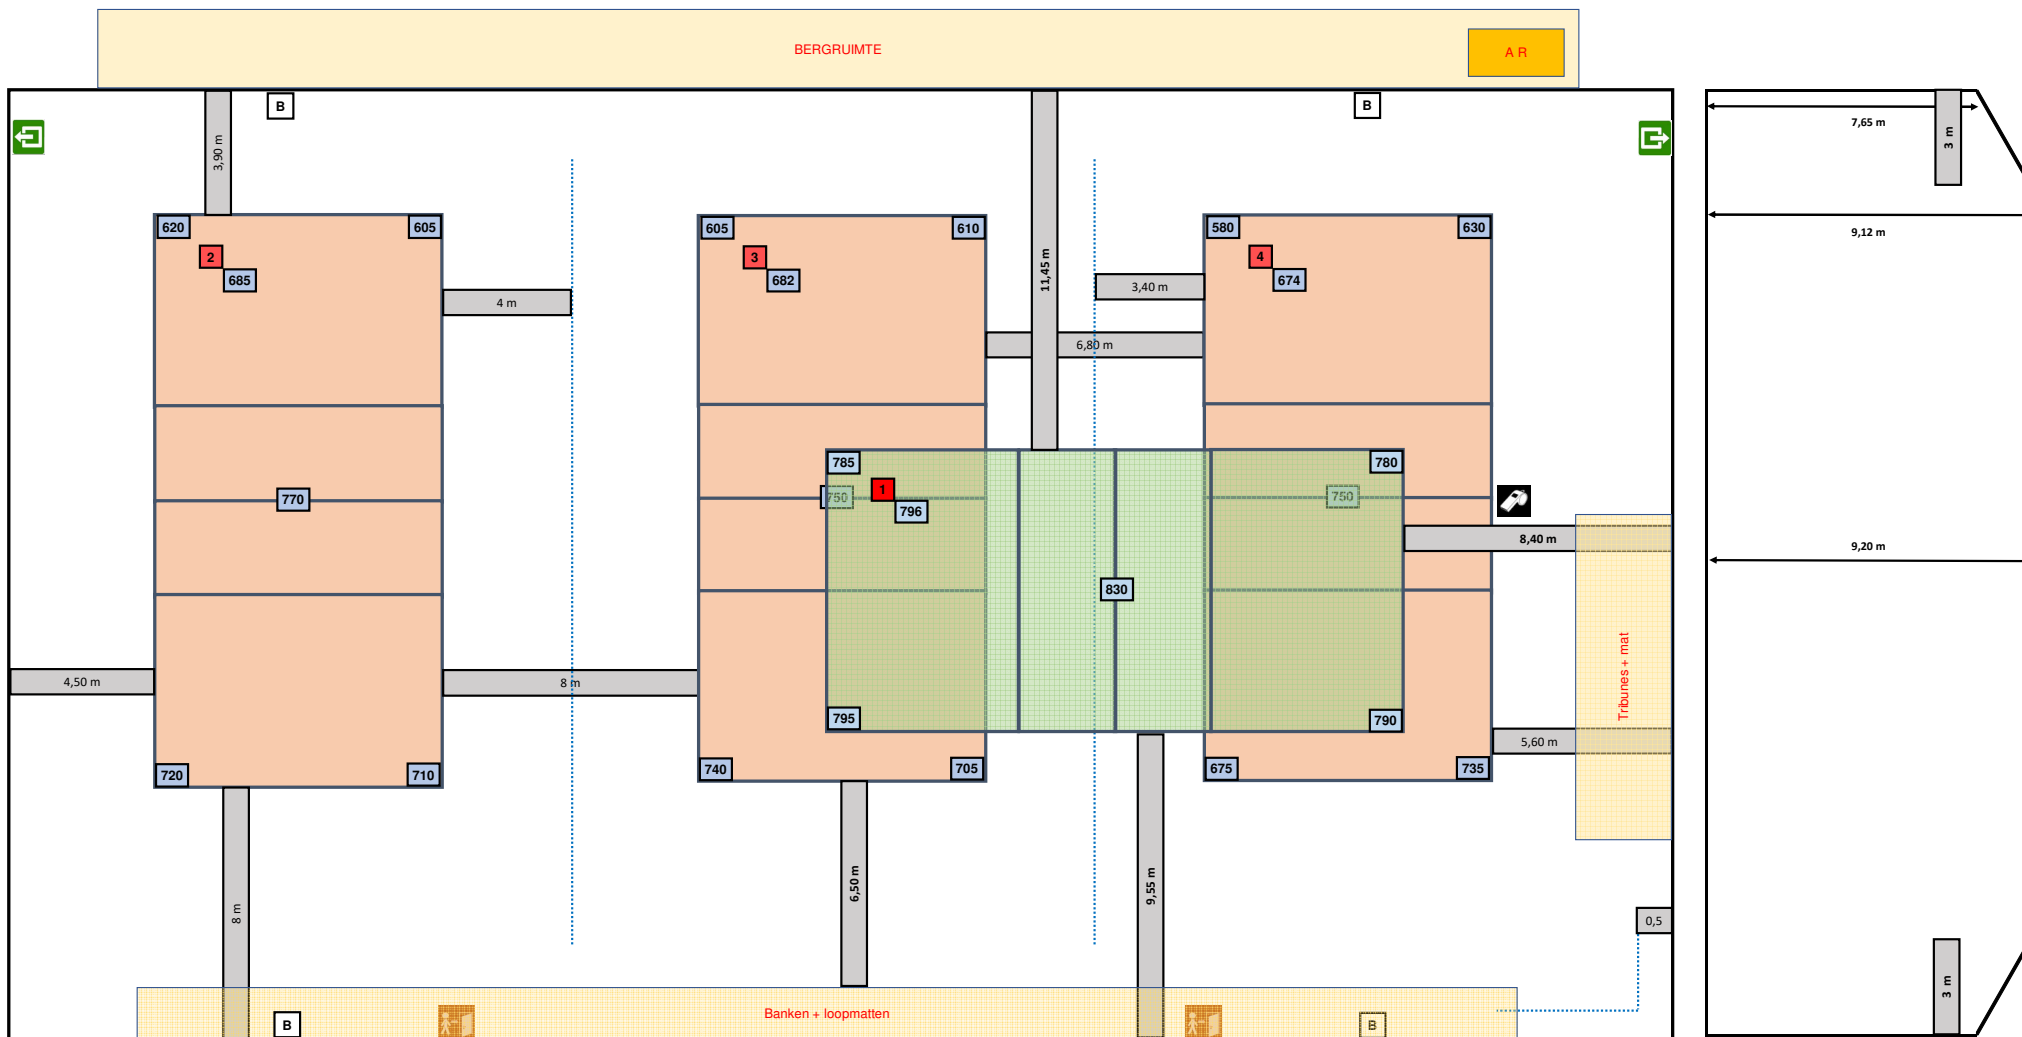 BERGRUIMTE
A R
B
B
7,65 m
3 m
3,90 m
620
605
605
610
580
630
9,12 m
2
685
3
682
4
674
11,45 m
4 m
3,40 m
6,80 m
785
780
770
750
1
796
750
8,40 m
9,20 m
830
Tribunes + mat
4,50 m
8 m
795
790
5,60 m
720
710
740
705
675
735
8 m
6,50 m
9,55 m
0,5
3 m
Banken + loopmatten
B
B